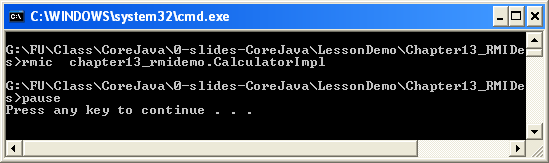 C:\WINDOWS\system32\cmd.exe
G:\FU\Class\CoreJava\0-slides-CoreJava\LessonDemo\Chapter13_RMIDe
s>rmic  chapter13_rmidemo.CalculatorImpl
G:\FU\Class\CoreJava\0-slides-CoreJava\LessonDemo\Chapter13_RMIDe
s>pause
Press any key to continue . . .